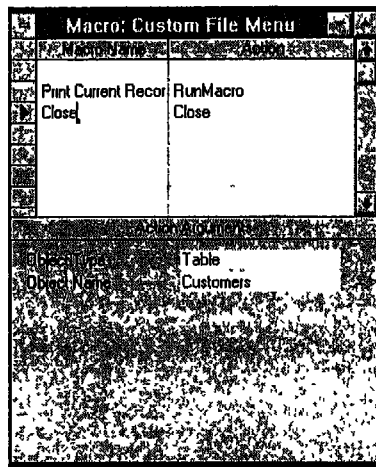 Macro: Custom File Menu
Macro Name Action
Print Current Recor RunMacro
Close Close
Action Arguments
Object Type Table
Object Name Customers